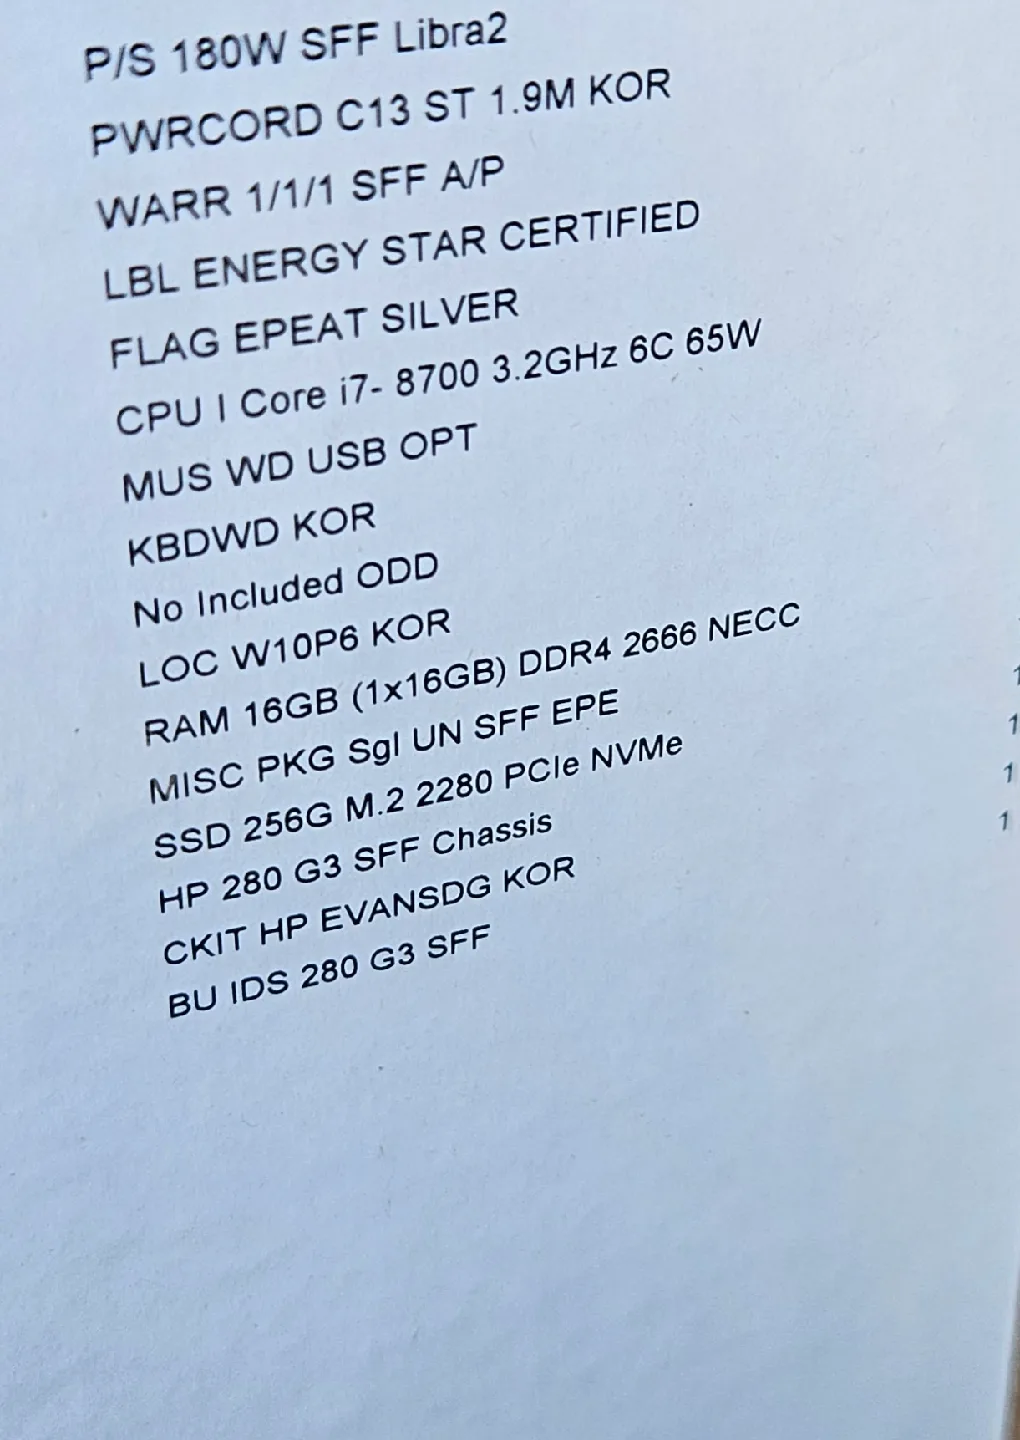 P/S 180W SFF Libra2
PWRCORD C13 ST 1.9M KOR
WARR 1/1/1 SFF A/P
LBL ENERGY STAR CERTIFIED
FLAG EPEAT SILVER
CPU I Core i7- 8700 3.2GHz 6C 65W
MUS WD USB OPT
KBDWD KOR
No Included ODD
LOC W10P6 KOR
RAM 16GB (1x16GB) DDR4 2666 NECC
MISC PKG Sgl UN SFF EPE
SSD 256G M.2 2280 PCIe NVMe
HP 280 G3 SFF Chassis
CKIT HP EVANSDG KOR
BU IDS 280 G3 SFF
1
1
1
1